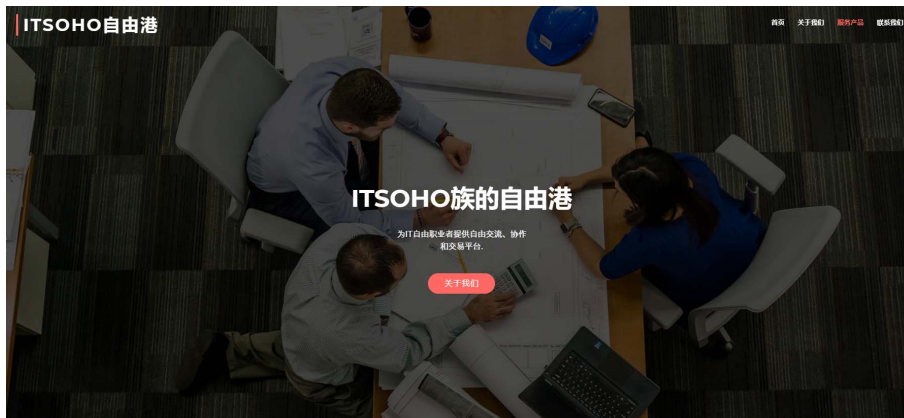 ITSOHO自由港
首页 关于我们 服务产品 联系我们
ITSOHO族的自由港
为IT自由职业者提供自由交流、协作
和交易平台.
关于我们